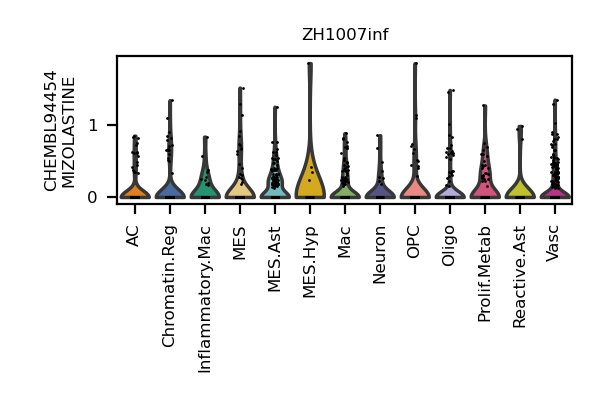 ZH1007inf
CHEMBL94454
MIZOLASTINE
1
0
AC
Chromatin.Reg
Inflammatory.Mac
MES
MES.Ast
MES.Hyp
Mac
Neuron
OPC
Oligo
Prolif.Metab
Reactive.Ast
Vasc